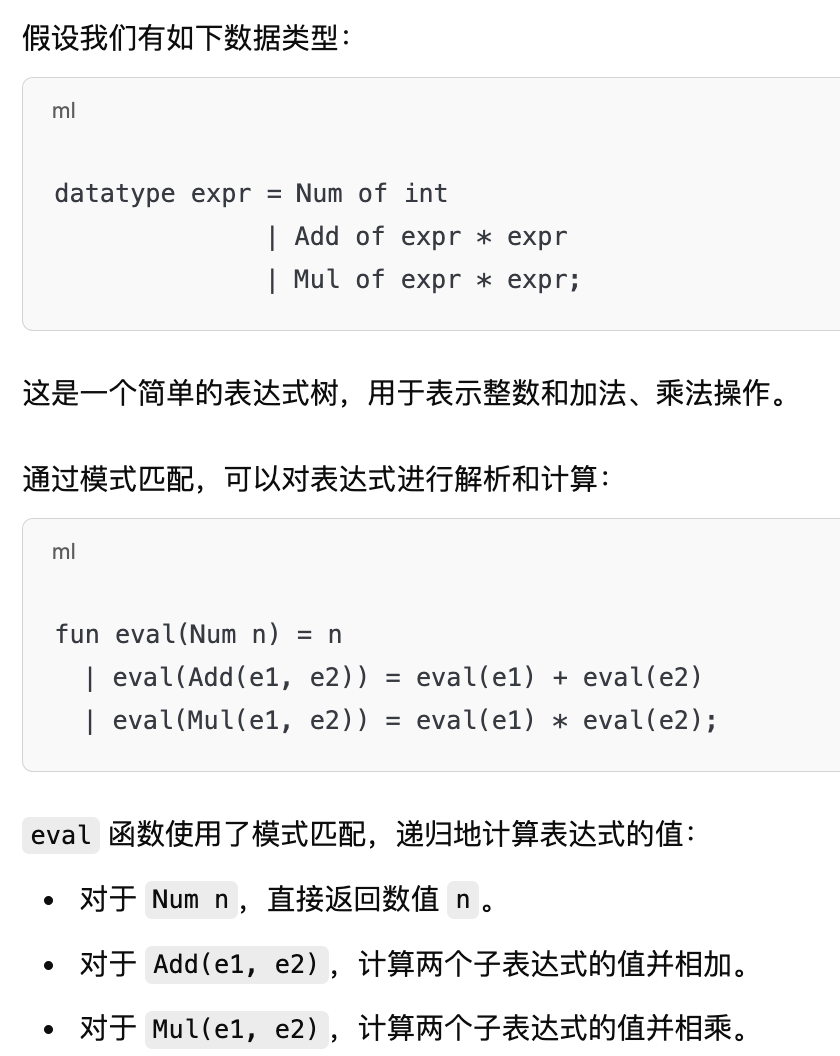 假设我们有如下数据类型：
ml
datatype expr = Num of int
| Add of expr * expr
| Mul of expr * expr;
这是一个简单的表达式树，用于表示整数和加法、乘法操作。
通过模式匹配，可以对表达式进行解析和计算：
ml
fun eval(Num n) = n
| eval(Add(e1, e2)) = eval(e1) + eval(e2)
| eval(Mul(e1, e2)) = eval(e1) * eval(e2);
eval 函数使用了模式匹配，递归地计算表达式的值：
• 对于 Num n，直接返回数值 n。
• 对于 Add(e1, e2)，计算两个子表达式的值并相加。
• 对于 Mul(e1, e2)，计算两个子表达式的值并相乘。